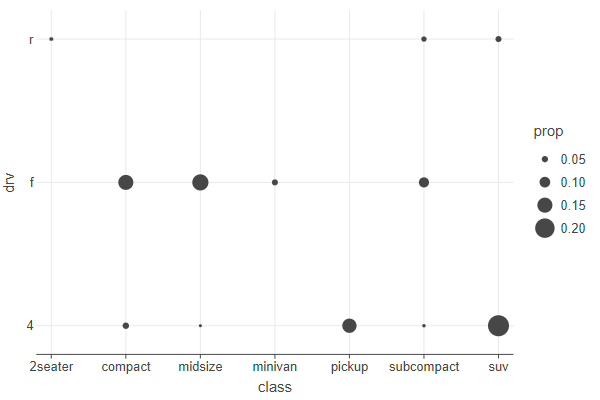 r
f
4
drv
2seater compact midsize minivan pickup subcompact suv
class
prop
0.05
0.10
0.15
0.20